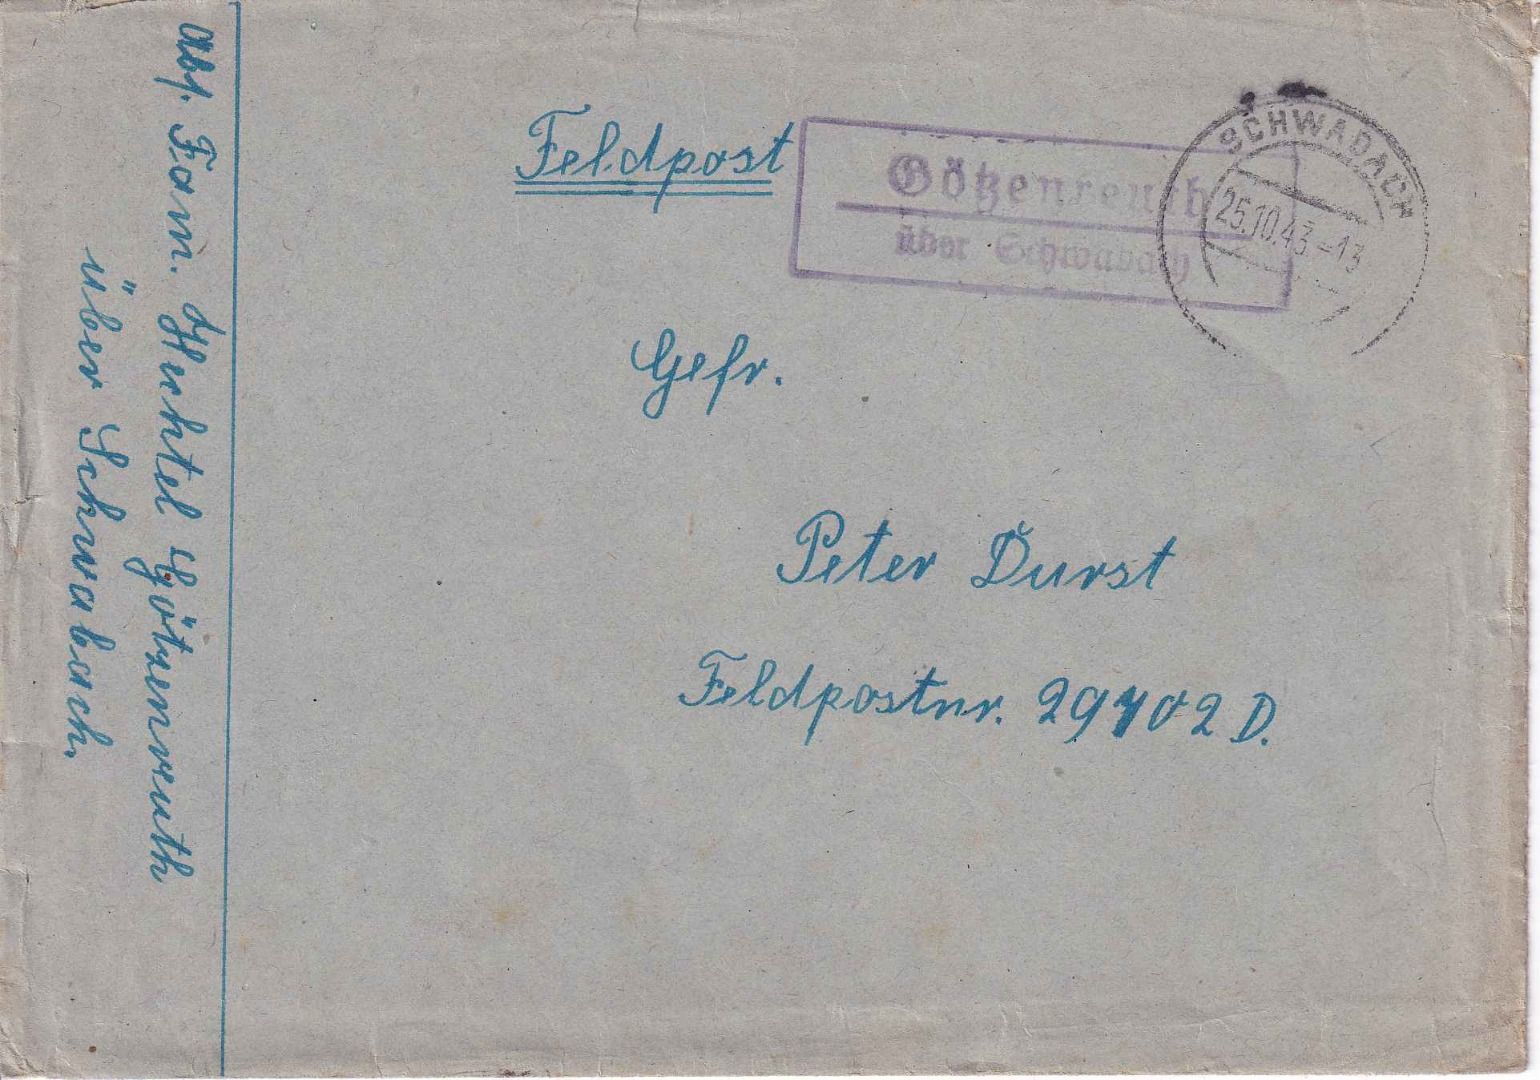 Feldpost
Götzenreuth
über Schwabach
SCHWABACH
25.10.43-13
Gefr.
Peter Durst
Feldpostnr. 29702 D.
Abs. Fam. Hechtel Götzenreuth
über Schwabach.